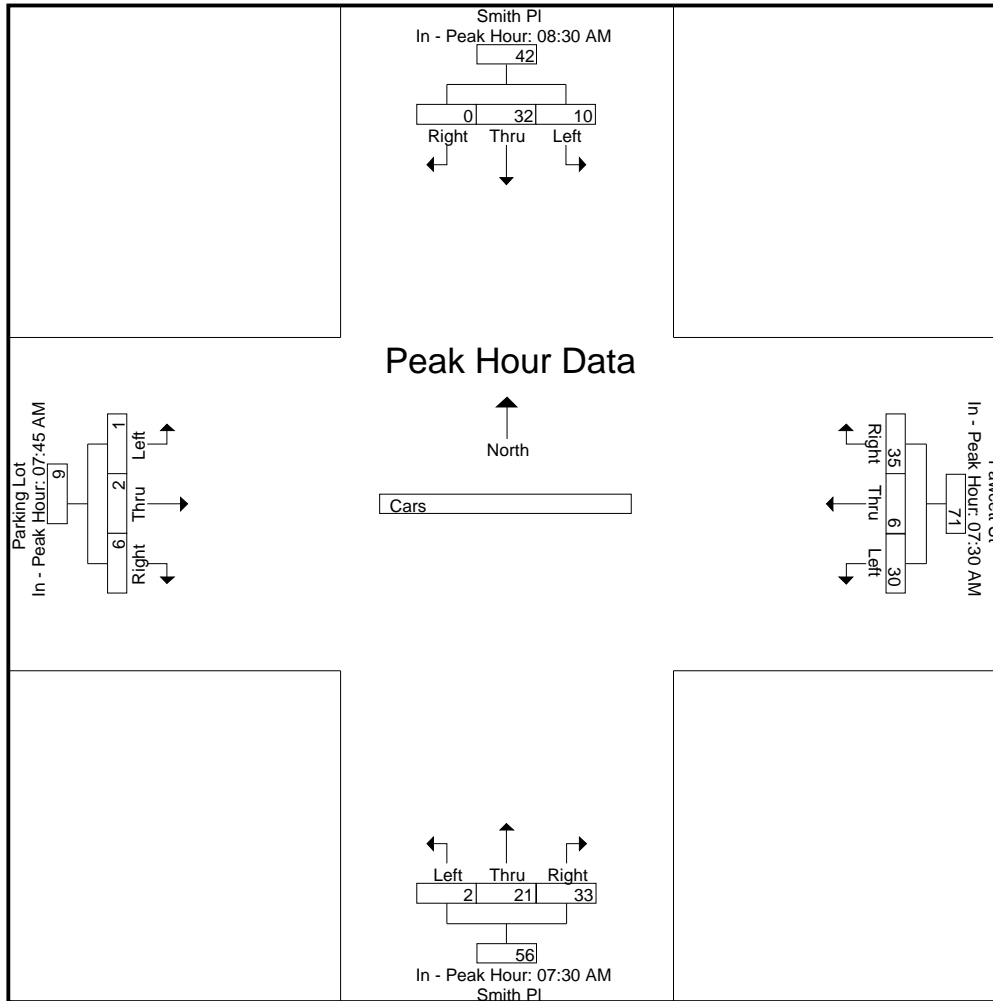 Smith Pl
In - Peak Hour: 08:30 AM
42
0 32 10
Right Thru Left
Peak Hour Data
North
Cars
Parking Lot
In - Peak Hour: 07:45 AM
9
1 2 6
Left Thru Right
In - Peak Hour: 07:30 AM
71
35 6 30
Right Thru Left
Left Thru Right
2 21 33
56
In - Peak Hour: 07:30 AM
Smith Pl